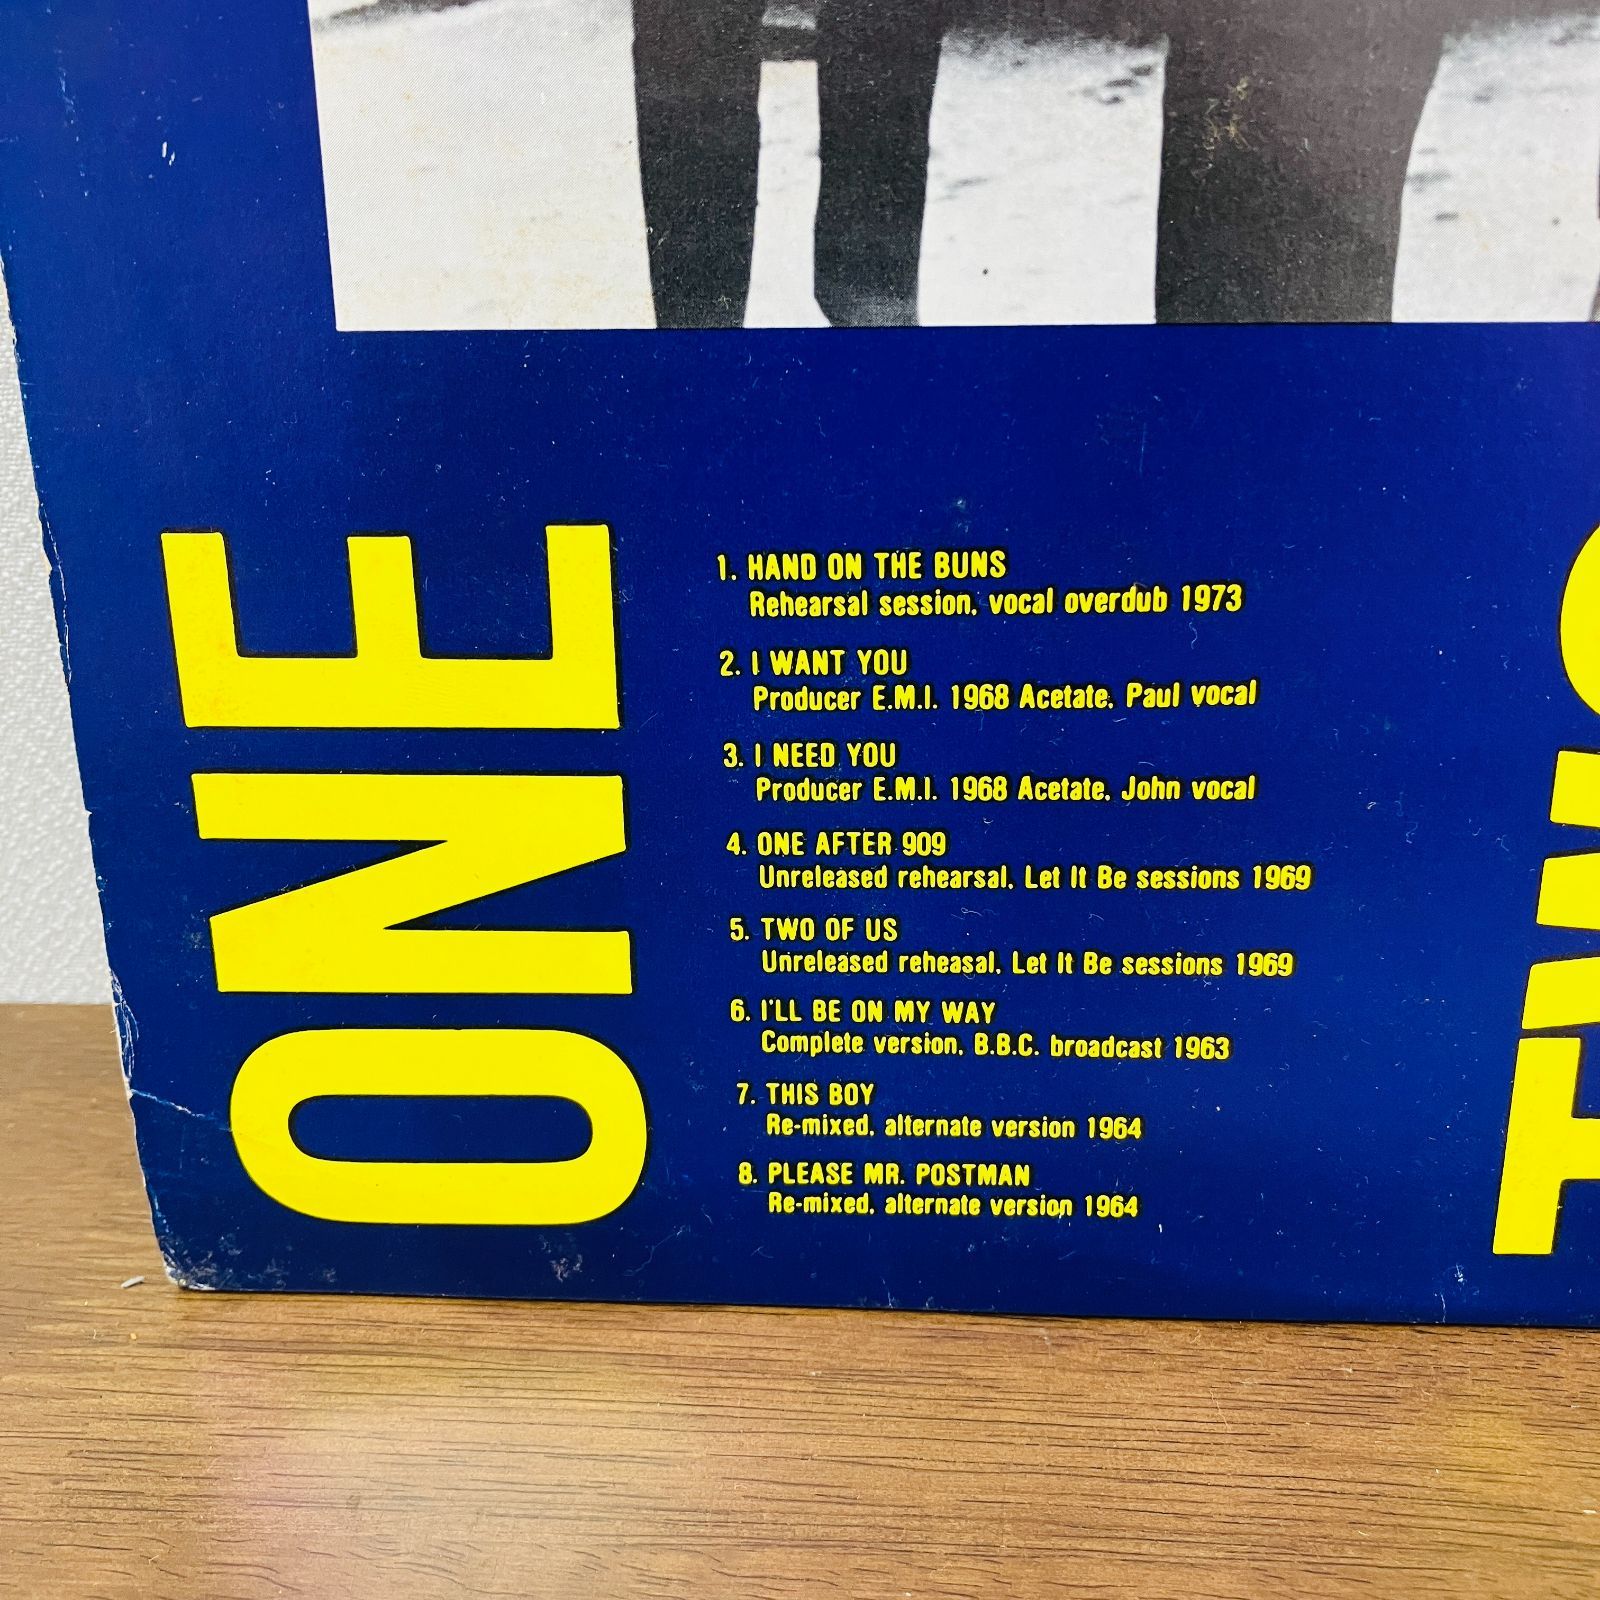 ONE
1. HAND ON THE BUNS
Rehearsal session, vocal overdub 1973
2. I WANT YOU
Producer E.M.I. 1968 Acetate. Paul vocal
3. I NEED YOU
Producer E.M.I. 1968 Acetate. John vocal
4. ONE AFTER 909
Unreleased rehearsal, Let It Be sessions 1969
5. TWO OF US
Unreleased reheasal, Let It Be sessions 1969
6. I'LL BE ON MY WAY
Complete version, B.B.C. broadcast 1963
7. THIS BOY
Re-mixed, alternate version 1964
8. PLEASE MR. POSTMAN
Re-mixed, alternate version 1964
TWO